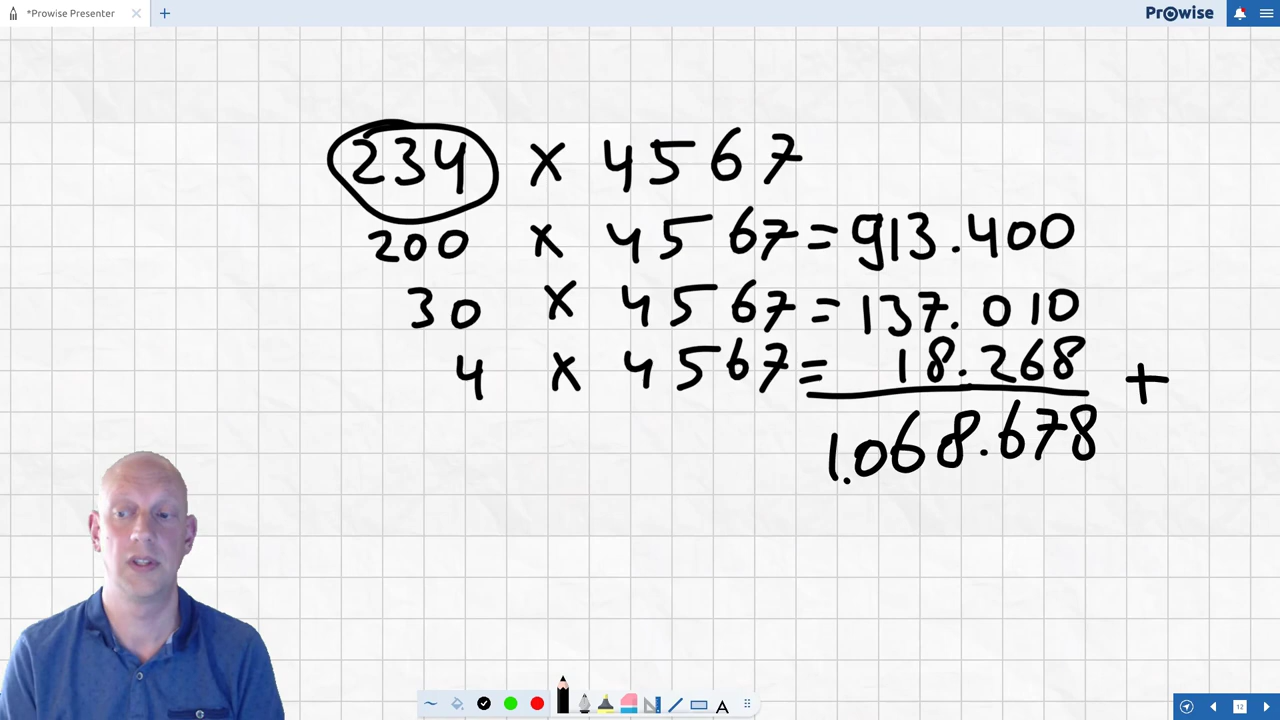 *Prowise Presenter
Prowise
234 x 4567
200 x 4567 = 913.400
30 x 4567 = 137.010
4 x 4567 = 18.268 +
1.068.678
A
12